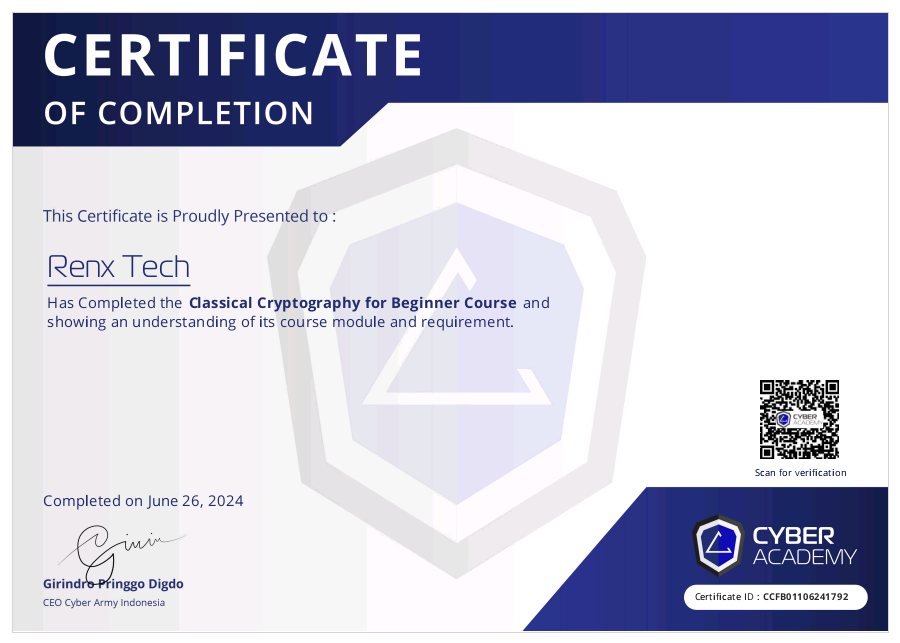 CERTIFICATE
OF COMPLETION
This Certificate is Proudly Presented to :
Renx Tech
Has Completed the Classical Cryptography for Beginner Course and
showing an understanding of its course module and requirement.
CYBER
ACADEMY
Scan for verification
Completed on June 26, 2024
Girindro Pringgo Digdo
CEO Cyber Army Indonesia
CYBER
ACADEMY
Certificate ID : CCFB01106241792